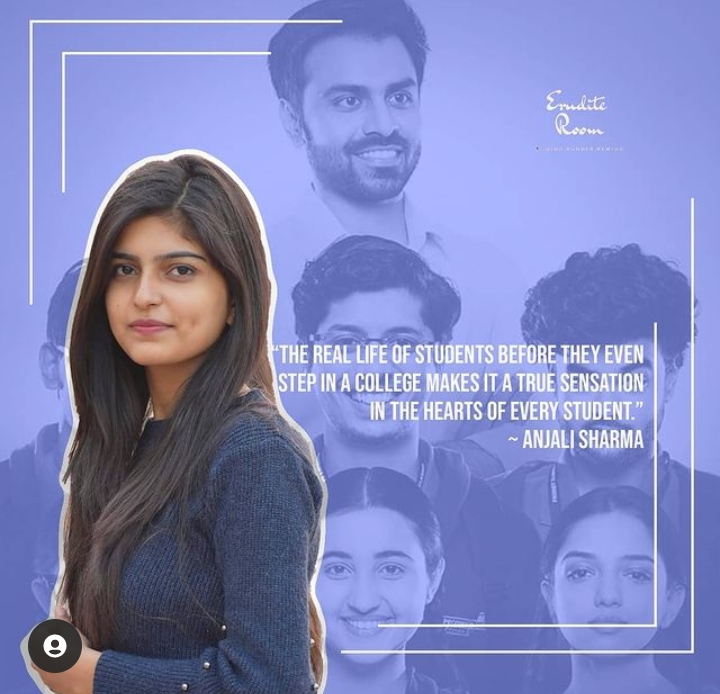 Erudite
Room
“THE REAL LIFE OF STUDENTS BEFORE THEY EVEN
STEP IN A COLLEGE MAKES IT A TRUE SENSATION
IN THE HEARTS OF EVERY STUDENT.”
~ ANJALI SHARMA